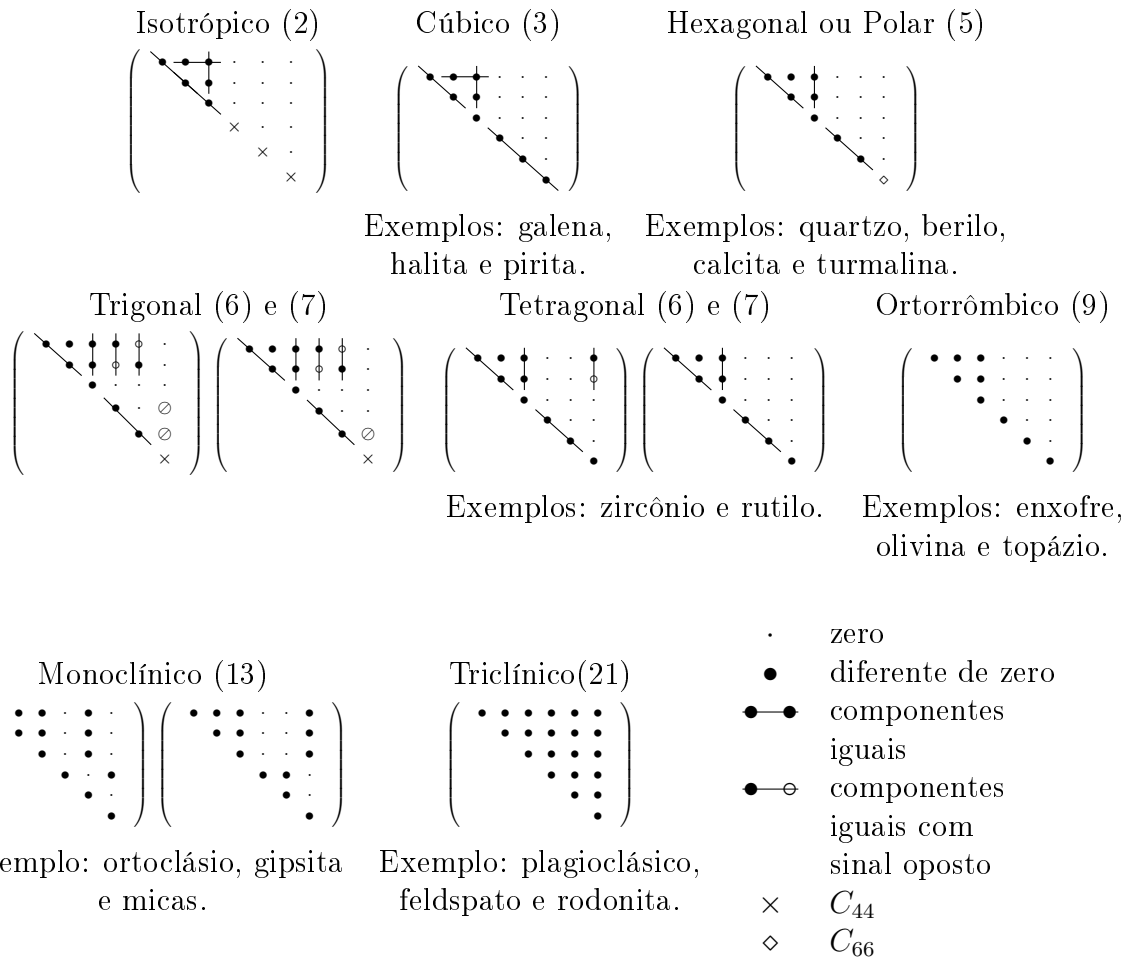 Isotrópico (2) Cúbico (3) Hexagonal ou Polar (5)
Exemplos: galena,
halita e pirita.
Exemplos: quartzo, berilo,
calcita e turmalina.
Trigonal (6) e (7) Tetragonal (6) e (7) Ortorrômbico (9)
Exemplos: zircônio e rutilo.
Exemplos: enxofre,
olivina e topázio.
Monoclínico (13) Triclínico(21)
emplo: ortoclásio, gipsita
e micas.
Exemplo: plagioclásico,
feldspato e rodonita.
· zero
● diferente de zero
componentes
iguais
componentes
iguais com
sinal oposto
× C₄₄
◇ C₆₆